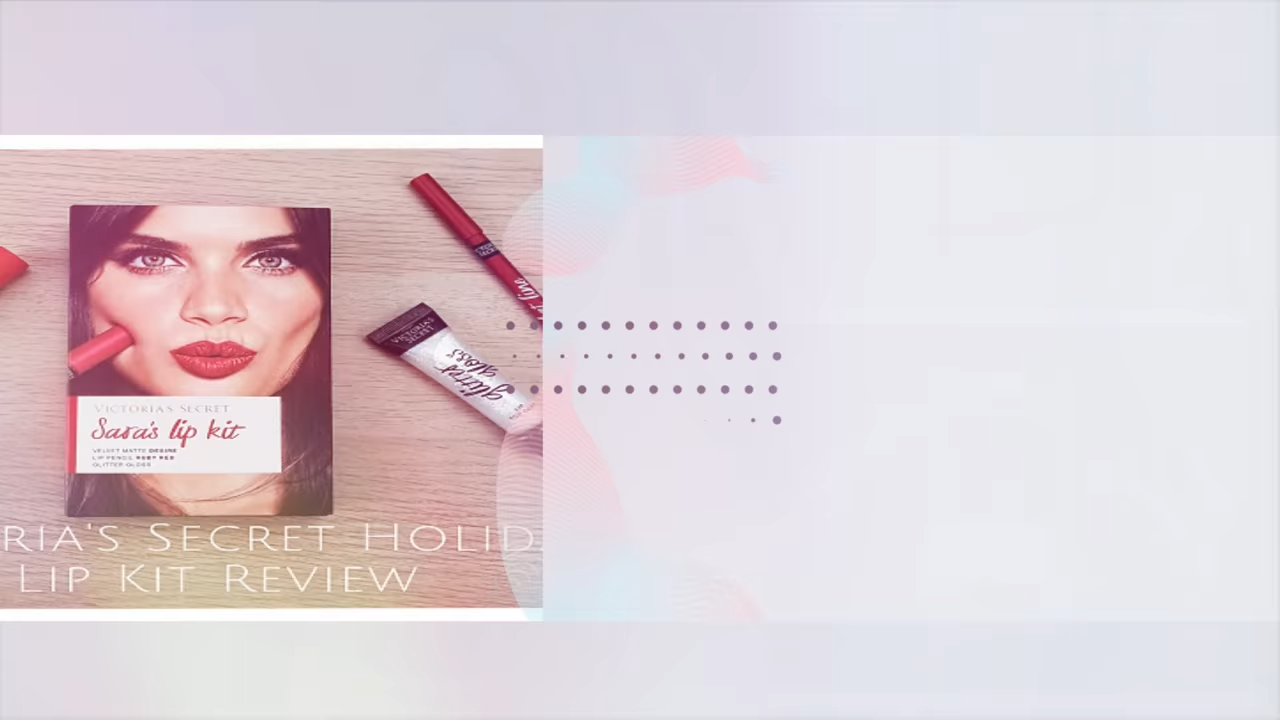 VICTORIA'S SECRET
Sara's lip kit
VELVET MATTE DESIRE
LIP PENCIL RUBY RED
GLITTER GLOSS
VICTORIA'S
SECRET
glitter
gloss
line
RIA'S SECRET HOLID
LIP KIT REVIEW